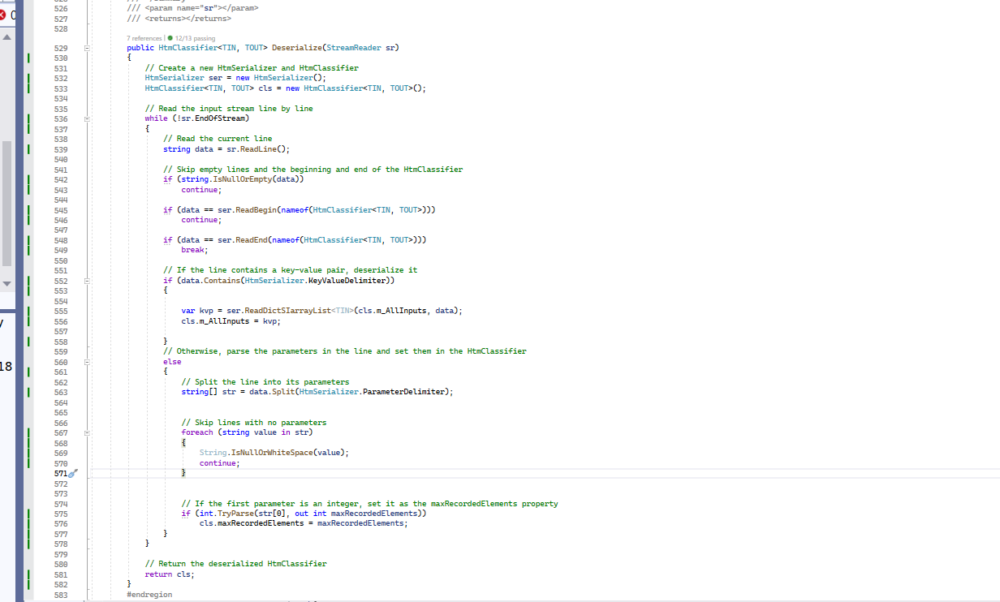 526 /// <param name="sr"></param>
527 /// <returns></returns>
528
7 references | 12/13 passing
529 public HtmClassifier<TIN, TOUT> Deserialize(StreamReader sr)
530 {
531 // Create a new HtmSerializer and HtmClassifier
532 HtmSerializer ser = new HtmSerializer();
533 HtmClassifier<TIN, TOUT> cls = new HtmClassifier<TIN, TOUT>();
534
535 // Read the input stream line by line
536 while (!sr.EndOfStream)
537 {
538 // Read the current line
539 string data = sr.ReadLine();
540
541 // Skip empty lines and the beginning and end of the HtmClassifier
542 if (string.IsNullOrEmpty(data))
543 continue;
544
545 if (data == ser.ReadBegin(nameof(HtmClassifier<TIN, TOUT>)))
546 continue;
547
548 if (data == ser.ReadEnd(nameof(HtmClassifier<TIN, TOUT>)))
549 break;
550
551 // If the line contains a key-value pair, deserialize it
552 if (data.Contains(HtmSerializer.KeyValueDelimiter))
553 {
554
555 var kvp = ser.ReadDictSIarrayList<TIN>(cls.m_AllInputs, data);
556 cls.m_AllInputs = kvp;
557
558 }
559 // Otherwise, parse the parameters in the line and set them in the HtmClassifier
560 else
561 {
562 // Split the line into its parameters
563 string[] str = data.Split(HtmSerializer.ParameterDelimiter);
564
565
566 // Skip lines with no parameters
567 foreach (string value in str)
568 {
569 String.IsNullOrWhiteSpace(value);
570 continue;
571 }
572
573
574 // If the first parameter is an integer, set it as the maxRecordedElements property
575 if (int.TryParse(str[0], out int maxRecordedElements))
576 cls.maxRecordedElements = maxRecordedElements;
577 }
578 }
579
580 // Return the deserialized HtmClassifier
581 return cls;
582 }
583 #endregion
18